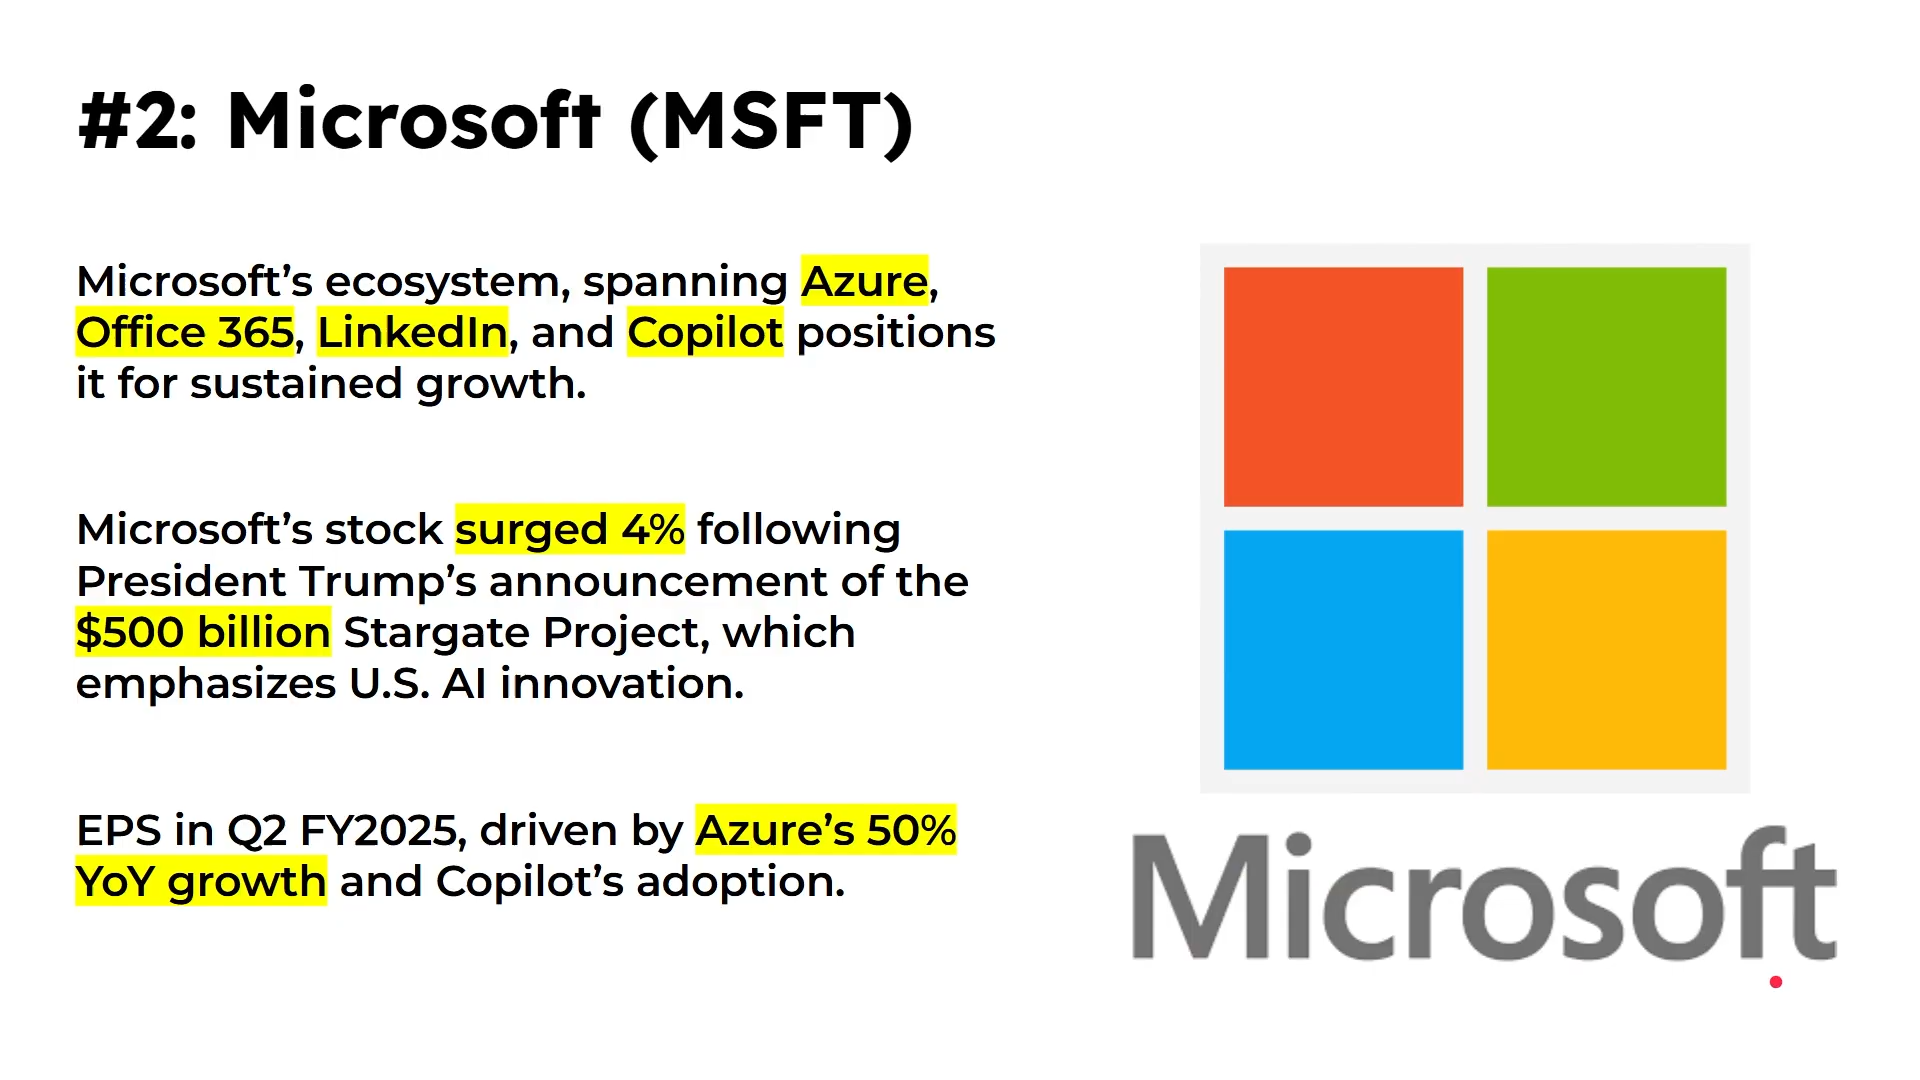 #2: Microsoft (MSFT)
Microsoft’s ecosystem, spanning Azure,
Office 365, LinkedIn, and Copilot positions
it for sustained growth.
Microsoft’s stock surged 4% following
President Trump’s announcement of the
$500 billion Stargate Project, which
emphasizes U.S. AI innovation.
EPS in Q2 FY2025, driven by Azure’s 50%
YoY growth and Copilot’s adoption.
Microsoft